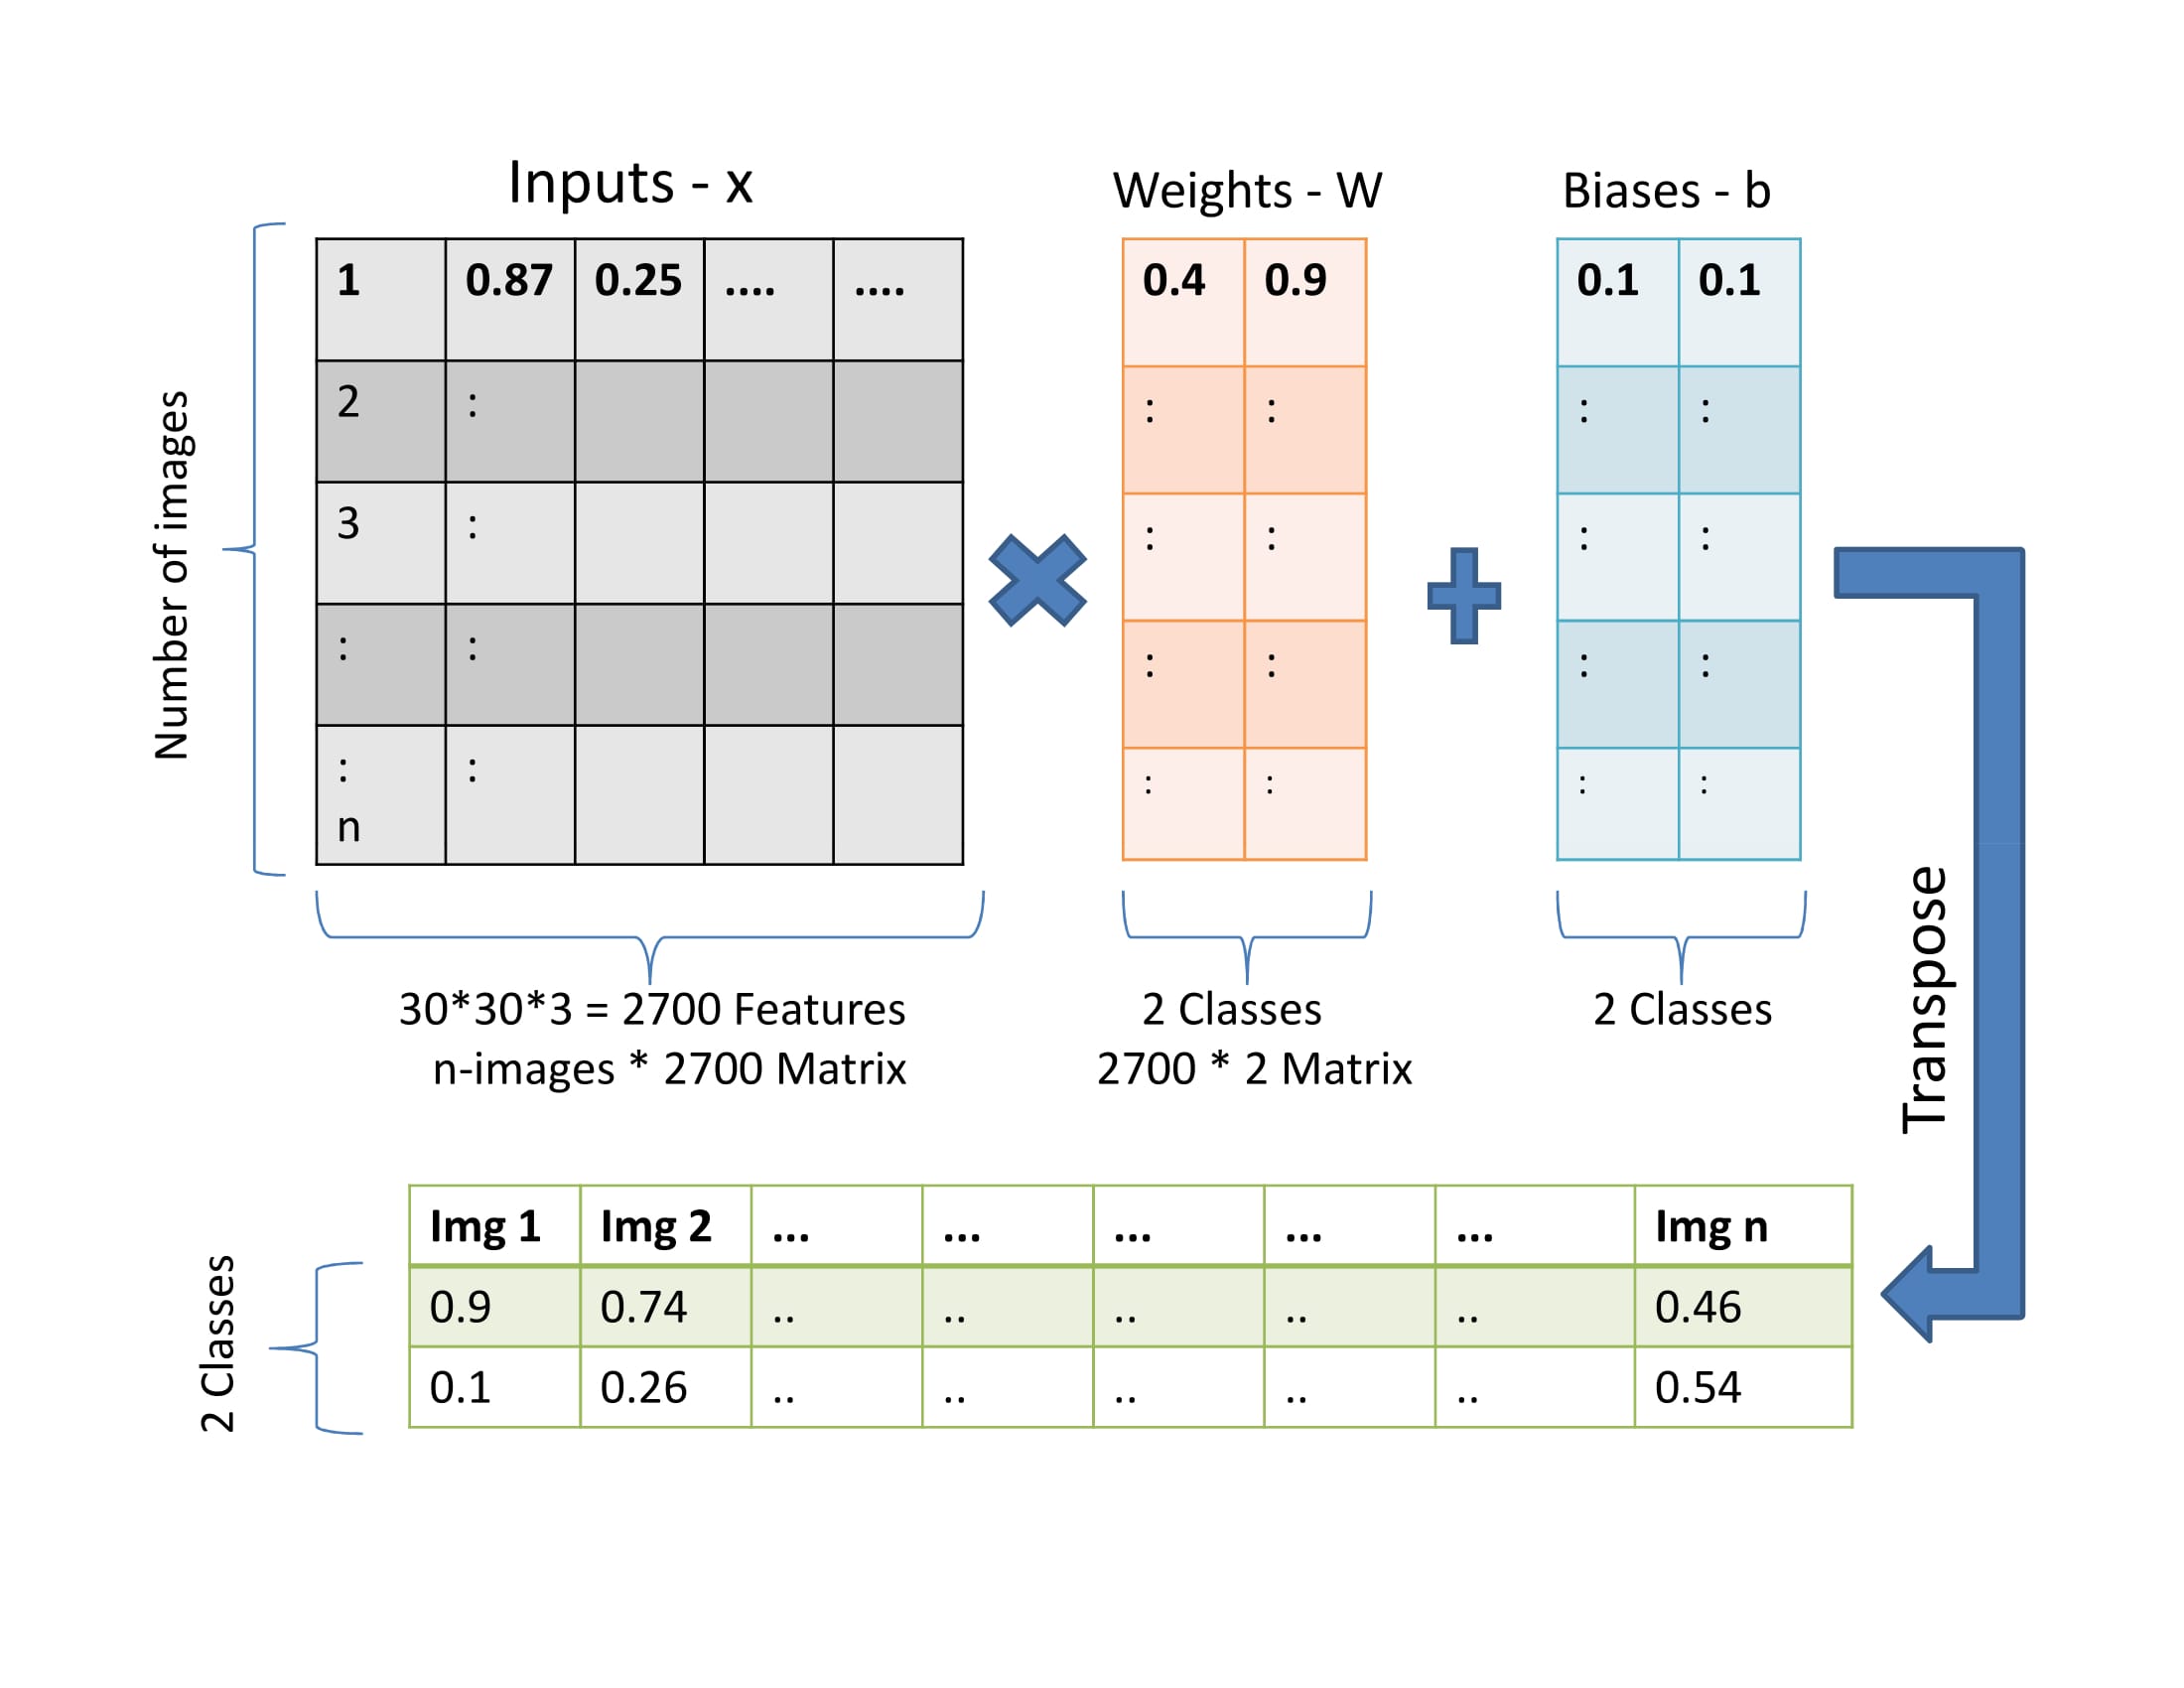 Inputs - x
Weights - W
Biases - b
Number of images
1 0.87 0.25 .... ....
2 :
3 :
: :
: :
n
0.4 0.9
: :
: :
: :
: :
0.1 0.1
: :
: :
: :
: :
30*30*3 = 2700 Features
n-images * 2700 Matrix
2 Classes
2700 * 2 Matrix
2 Classes
Transpose
2 Classes
Img 1 Img 2 ... ... ... ... ... Img n
0.9 0.74 .. .. .. .. .. 0.46
0.1 0.26 .. .. .. .. .. 0.54